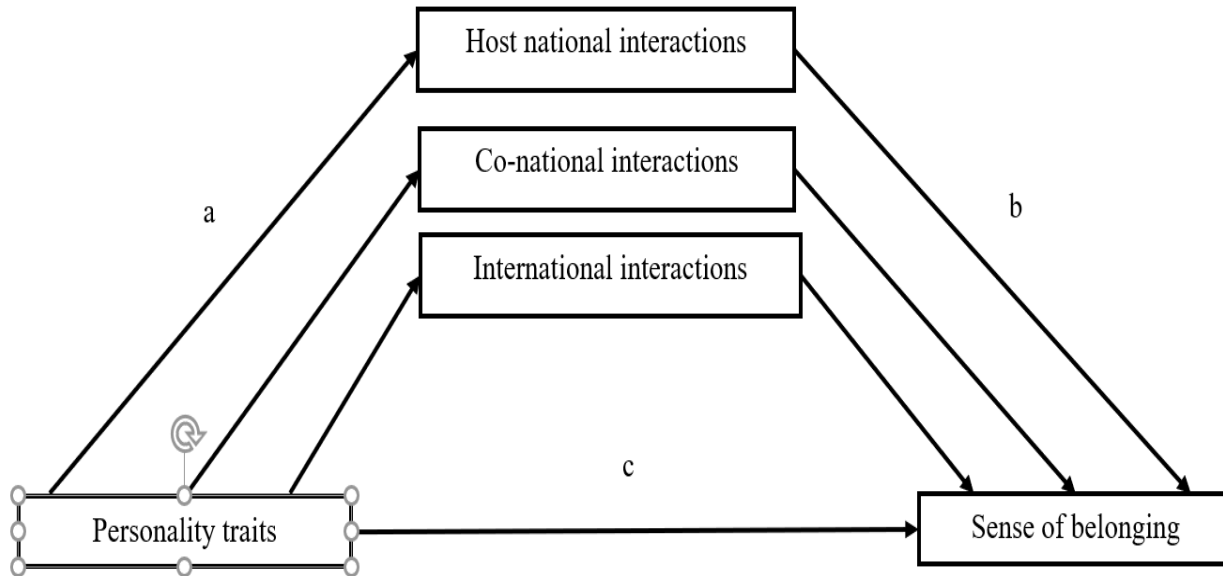 Host national interactions
Co-national interactions
a
b
International interactions
c
Personality traits
Sense of belonging